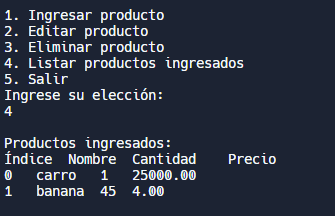 1. Ingresar producto
2. Editar producto
3. Eliminar producto
4. Listar productos ingresados
5. Salir
Ingrese su elección:
4
Productos ingresados:
Índice Nombre Cantidad Precio
0 carro 1 25000.00
1 banana 45 4.00